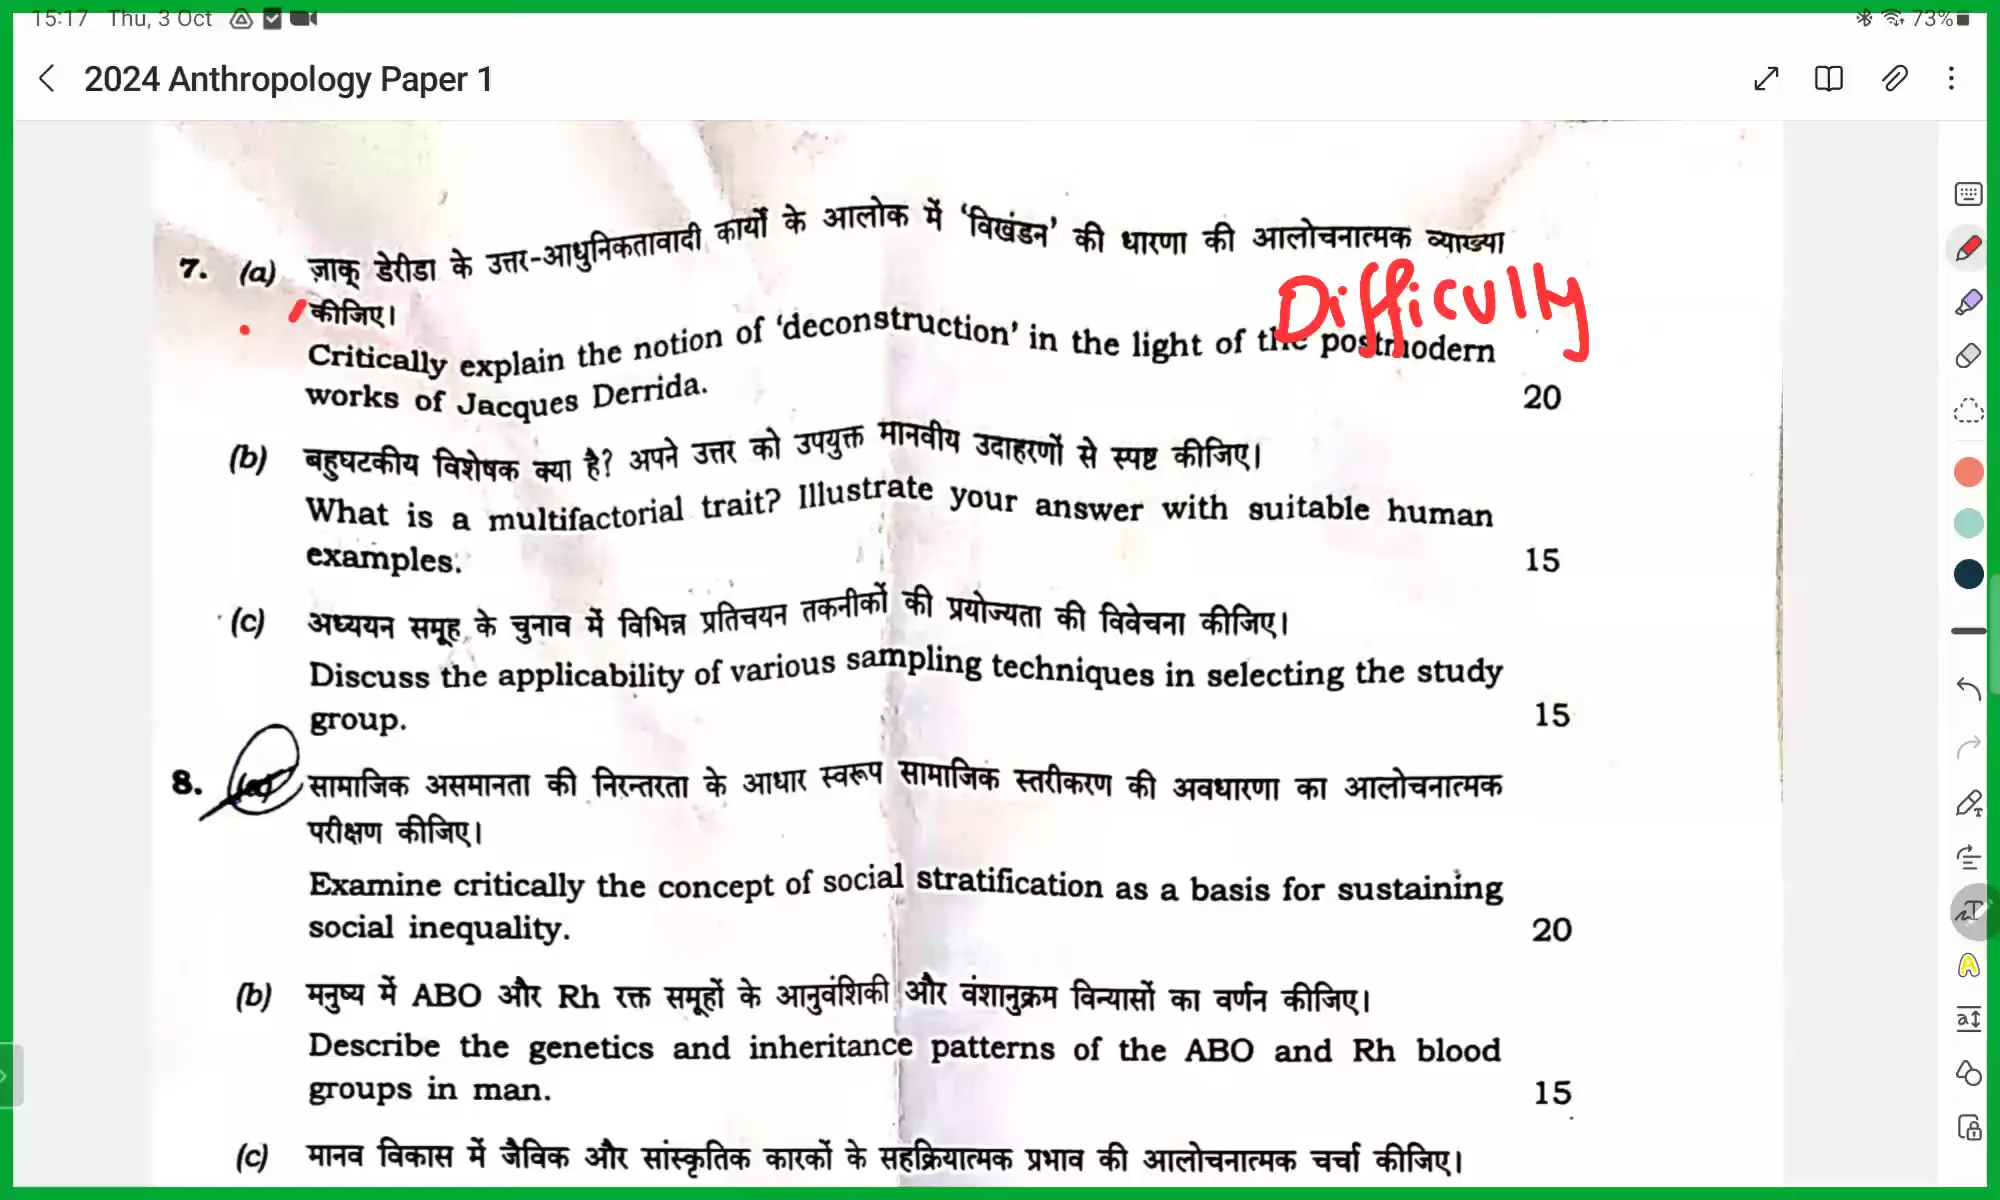 15:17 Thu, 3 Oct
73%
2024 Anthropology Paper 1
7. (a) ज़ाक् डेरीडा के उत्तर-आधुनिकतावादी कार्यों के आलोक में 'विखंडन' की धारणा की आलोचनात्मक व्याख्या
कीजिए।
Difficully
Critically explain the notion of 'deconstruction' in the light of the postmodern
works of Jacques Derrida. 20
(b) बहुघटकीय विशेषक क्या है? अपने उत्तर को उपयुक्त मानवीय उदाहरणों से स्पष्ट कीजिए।
What is a multifactorial trait? Illustrate your answer with suitable human
examples. 15
(c) अध्ययन समूह के चुनाव में विभिन्न प्रतिचयन तकनीकों की प्रयोज्यता की विवेचना कीजिए।
Discuss the applicability of various sampling techniques in selecting the study
group. 15
8. (a) सामाजिक असमानता की निरन्तरता के आधार स्वरूप सामाजिक स्तरीकरण की अवधारणा का आलोचनात्मक
परीक्षण कीजिए।
Examine critically the concept of social stratification as a basis for sustaining
social inequality. 20
(b) मनुष्य में ABO और Rh रक्त समूहों के आनुवंशिकी और वंशानुक्रम विन्यासों का वर्णन कीजिए।
Describe the genetics and inheritance patterns of the ABO and Rh blood
groups in man. 15
(c) मानव विकास में जैविक और सांस्कृतिक कारकों के सहक्रियात्मक प्रभाव की आलोचनात्मक चर्चा कीजिए।